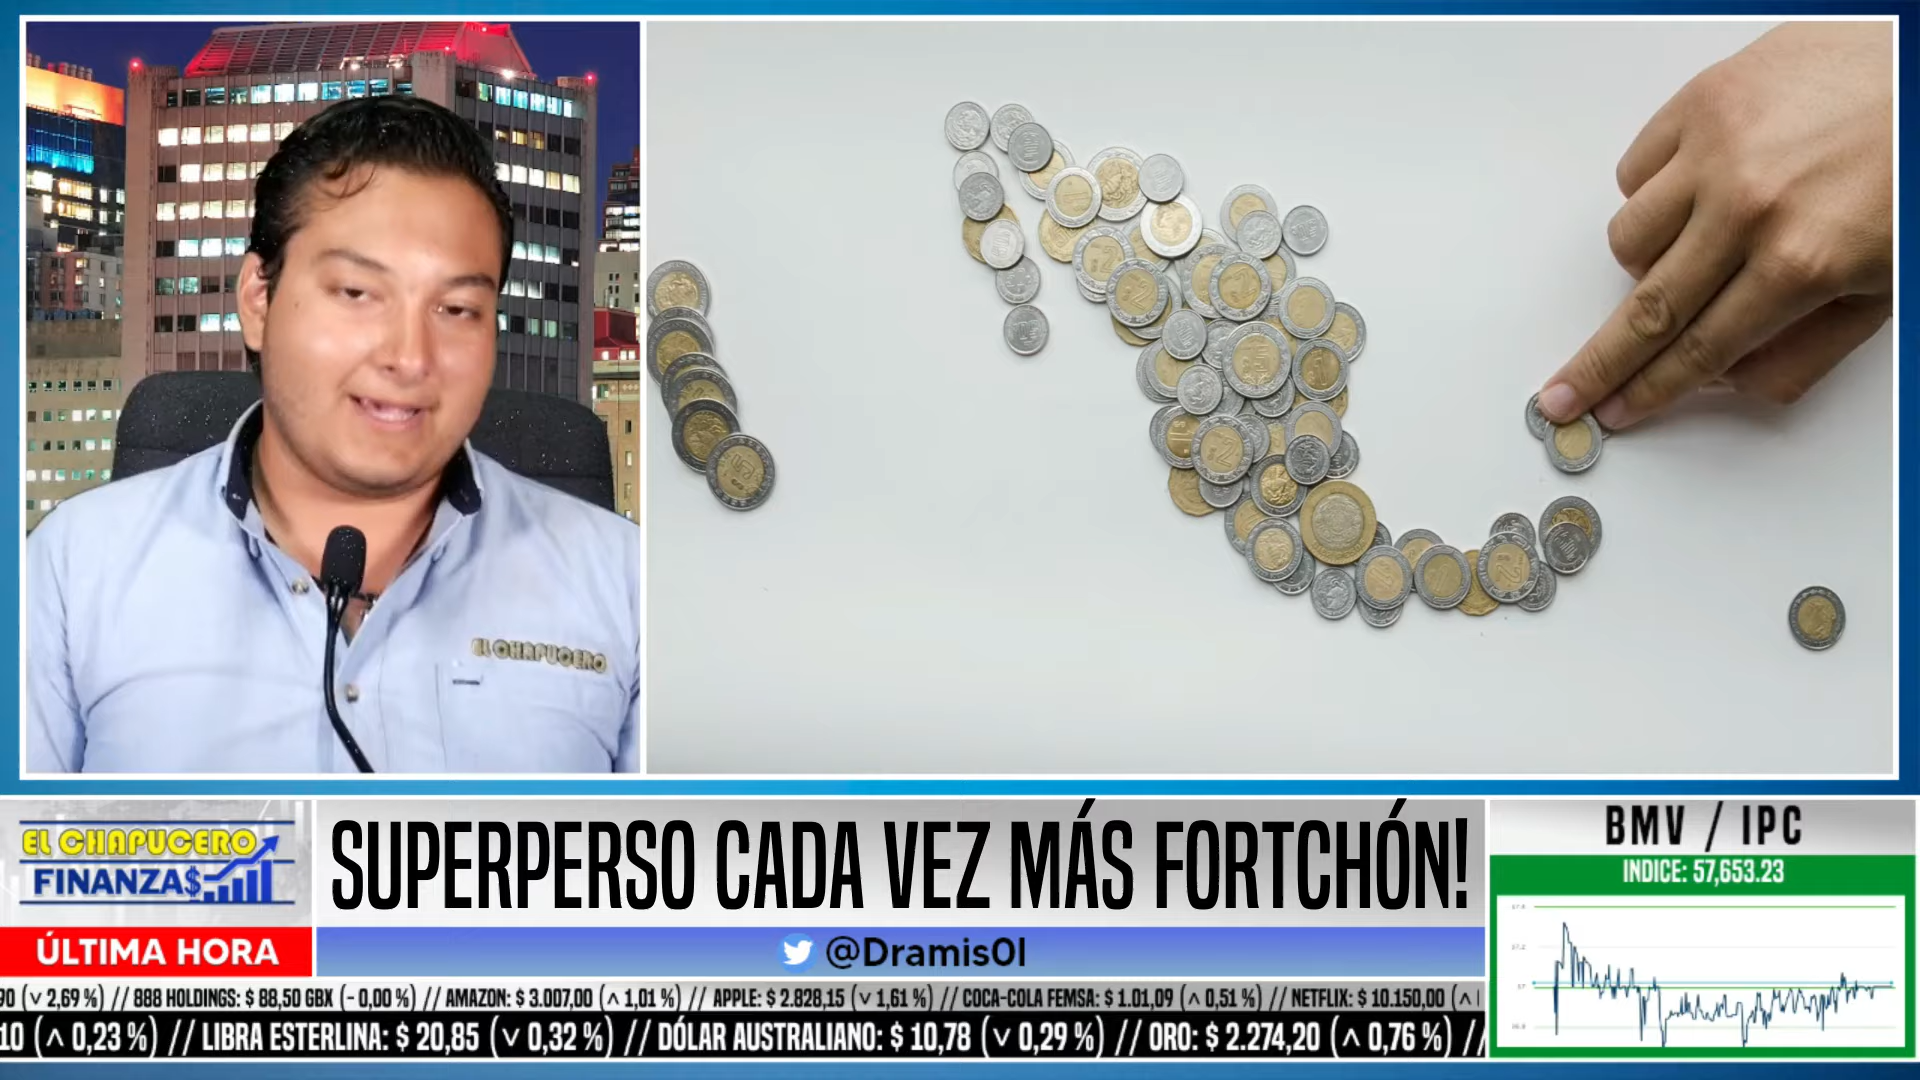 EL CHAPUCERO
EL CHAPUCERO
FINANZA$
SUPERPERSO CADA VEZ MÁS FORTCHÓN!
BMV / IPC
INDICE: 57,653.23
ÚLTIMA HORA
@Dramis01
90 (v 2,69 %) // 888 HOLDINGS: $ 88,50 GBX (- 0,00 %) // AMAZON: $ 3.007,00 (^ 1,01 %) // APPLE: $ 2.828,15 (v 1,61 %) // COCA-COLA FEMSA: $ 1.01,09 (^ 0,51 %) // NETFLIX: $ 10.150,00 (^
10 (^ 0,23 %) // LIBRA ESTERLINA: $ 20,85 (v 0,32 %) // DÓLAR AUSTRALIANO: $ 10,78 (v 0,29 %) // ORO: $ 2.274,20 (^ 0,76 %) //